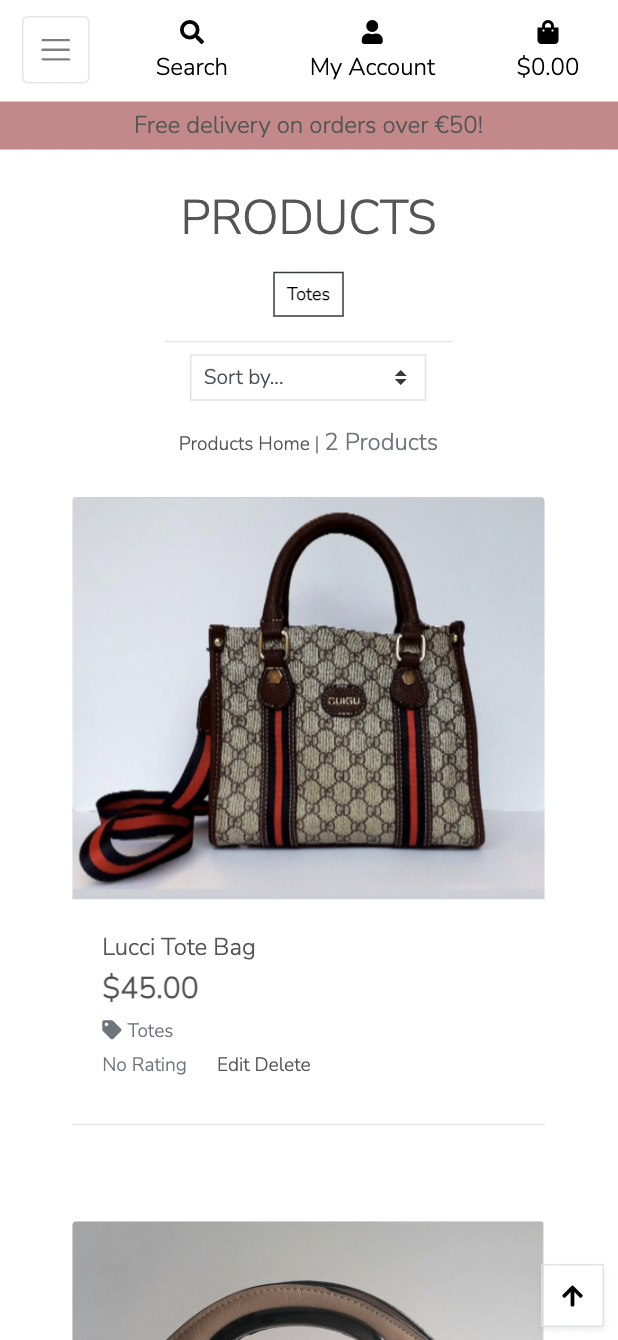 Search
My Account
$0.00
Free delivery on orders over €50!
PRODUCTS
Totes
Sort by...
Products Home | 2 Products
GUIGU
Lucci Tote Bag
$45.00
Totes
No Rating Edit Delete